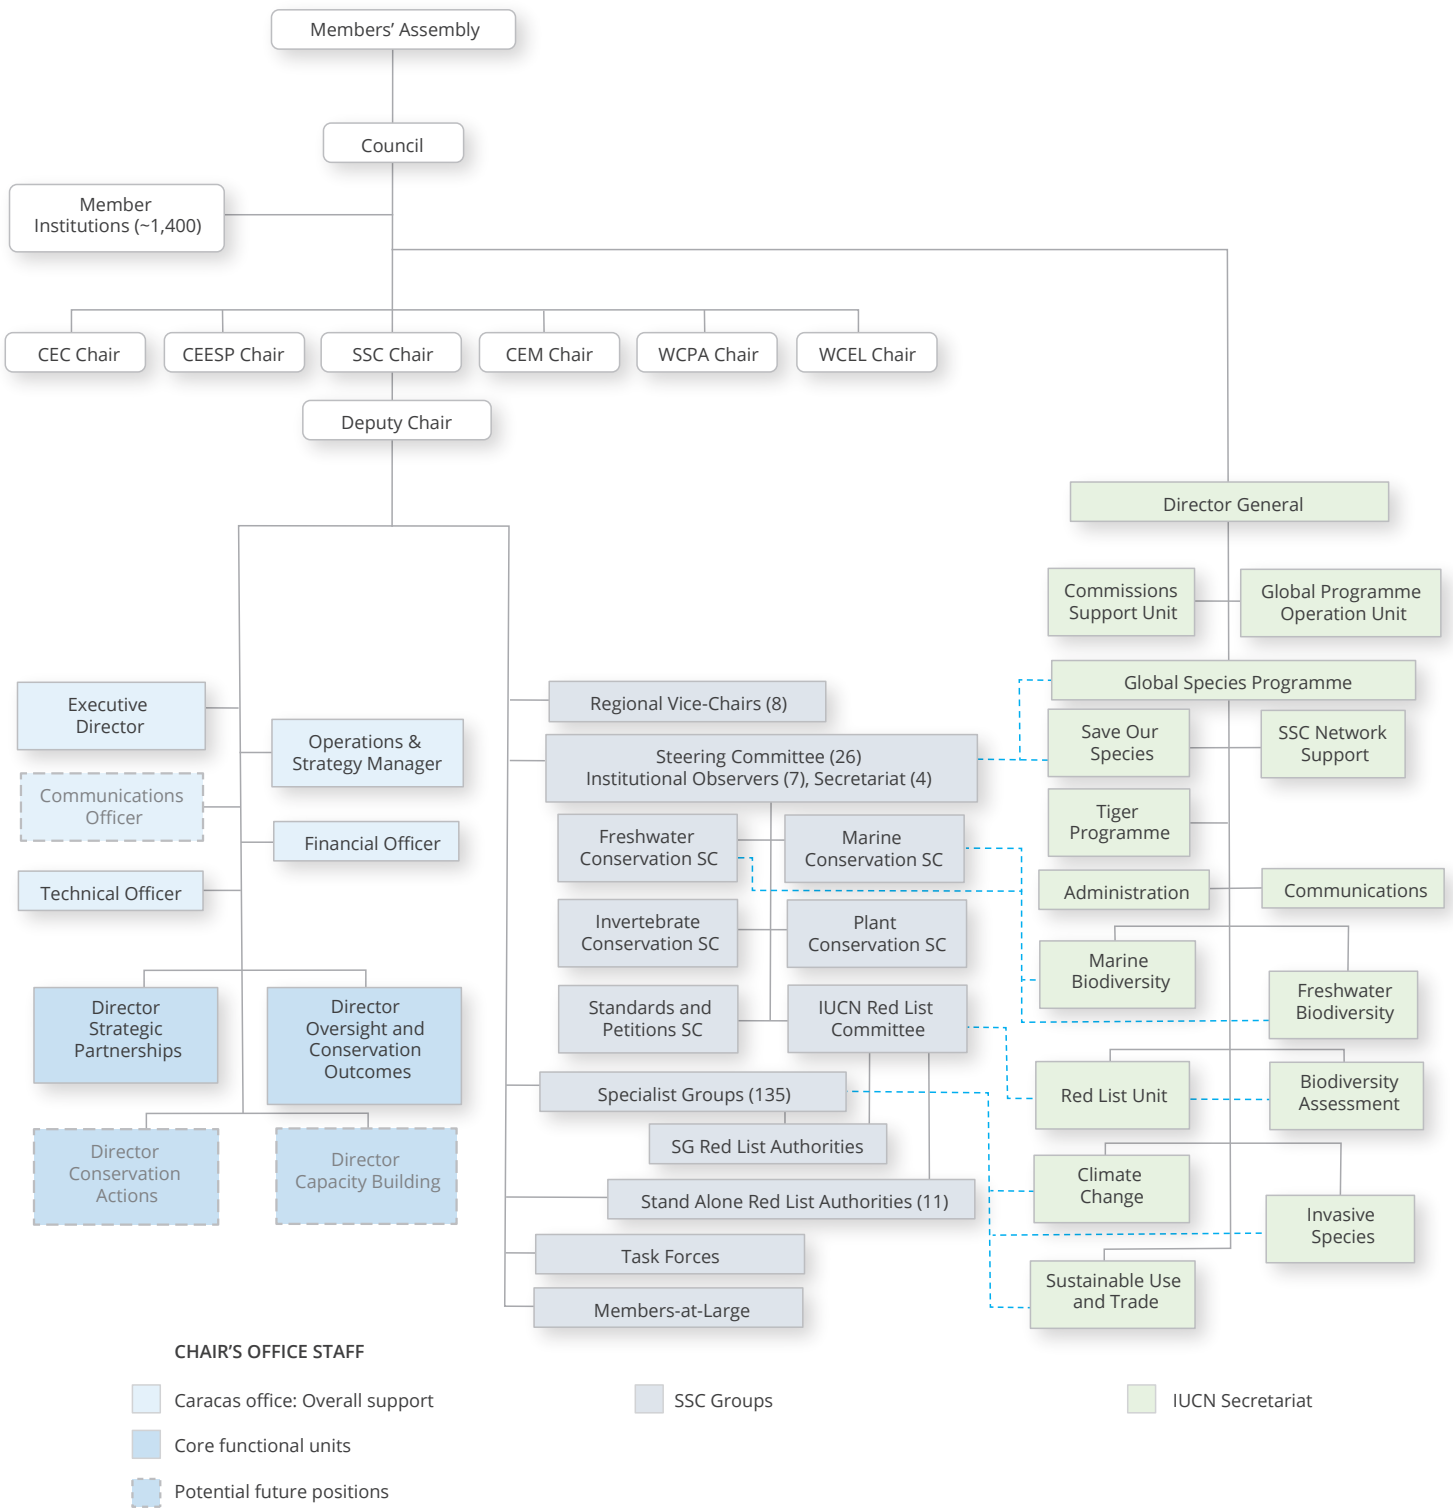 Members’ Assembly
Council
Member
Institutions (~1,400)
CEC Chair
CEESP Chair
SSC Chair
CEM Chair
WCPA Chair
WCEL Chair
Deputy Chair
Executive
Director
Operations &
Strategy Manager
Communications
Officer
Financial Officer
Technical Officer
Director
Strategic
Partnerships
Director
Oversight and
Conservation
Outcomes
Director
Conservation
Actions
Director
Capacity Building
Regional Vice-Chairs (8)
Steering Committee (26)
Institutional Observers (7), Secretariat (4)
Freshwater
Conservation SC
Marine
Conservation SC
Invertebrate
Conservation SC
Plant
Conservation SC
Standards and
Petitions SC
IUCN Red List
Committee
Specialist Groups (135)
SG Red List Authorities
Stand Alone Red List Authorities (11)
Task Forces
Members-at-Large
Director General
Commissions
Support Unit
Global Programme
Operation Unit
Global Species Programme
Save Our
Species
SSC Network
Support
Tiger
Programme
Administration
Communications
Marine
Biodiversity
Freshwater
Biodiversity
Red List Unit
Biodiversity
Assessment
Climate
Change
Invasive
Species
Sustainable Use
and Trade
CHAIR’S OFFICE STAFF
Caracas office: Overall support
Core functional units
Potential future positions
SSC Groups
IUCN Secretariat